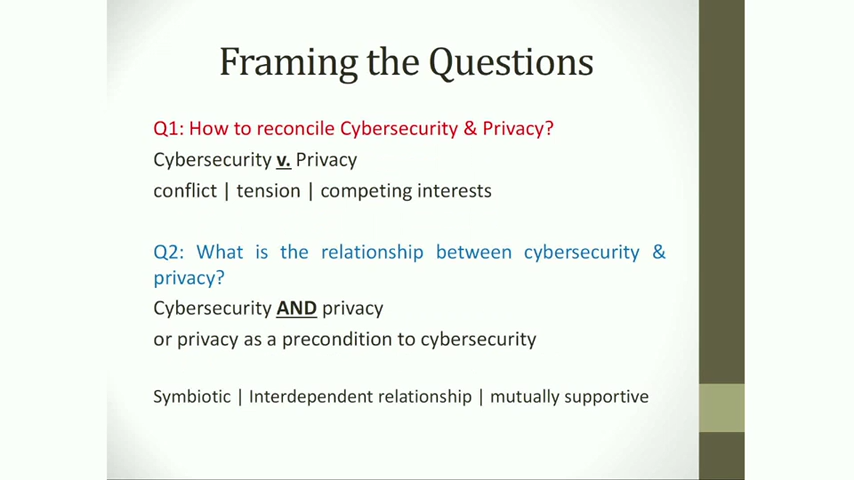 Framing the Questions
Q1: How to reconcile Cybersecurity & Privacy?
Cybersecurity v. Privacy
conflict | tension | competing interests
Q2: What is the relationship between cybersecurity &
privacy?
Cybersecurity AND privacy
or privacy as a precondition to cybersecurity
Symbiotic | Interdependent relationship | mutually supportive